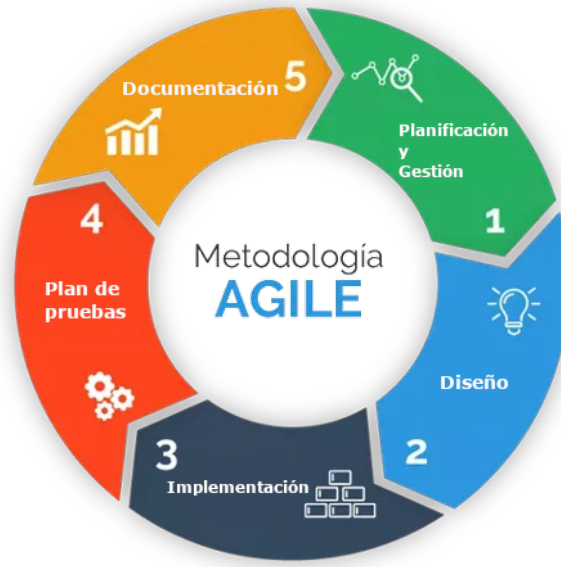 Metodología
AGILE
Planificación
y
Gestión
1
Diseño
2
3
Implementación
4
Plan de
pruebas
Documentación 5